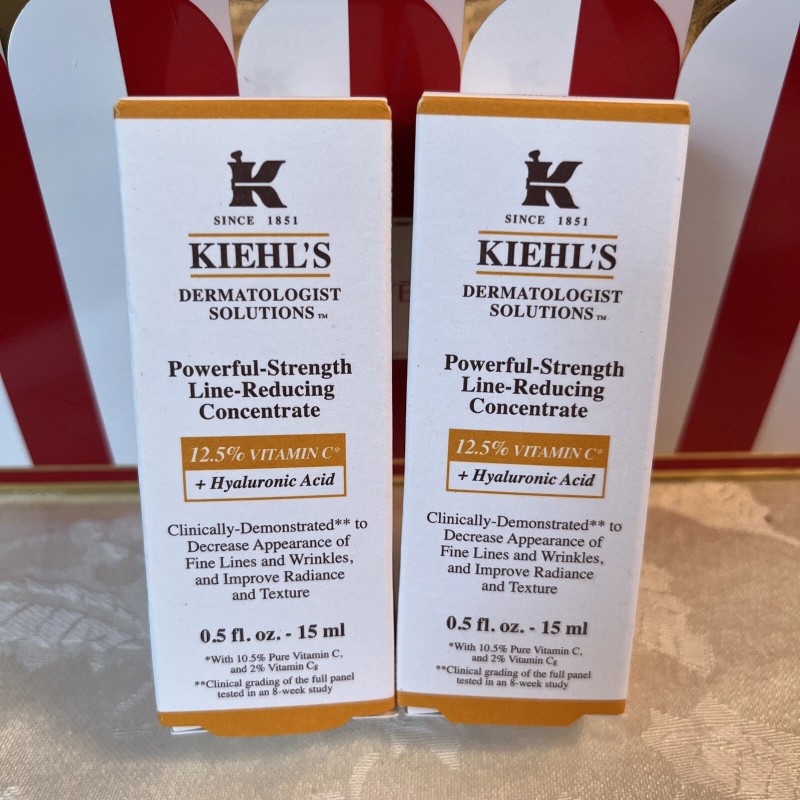 K
SINCE 1851
KIEHL'S
DERMATOLOGIST
SOLUTIONS™
Powerful-Strength
Line-Reducing
Concentrate
12.5% VITAMIN C*
+ Hyaluronic Acid
Clinically-Demonstrated** to
Decrease Appearance of
Fine Lines and Wrinkles,
and Improve Radiance
and Texture
0.5 fl. oz. - 15 ml
*With 10.5% Pure Vitamin C,
and 2% Vitamin Cg
**Clinical grading of the full panel
tested in an 8-week study
K
SINCE 1851
KIEHL'S
DERMATOLOGIST
SOLUTIONS™
Powerful-Strength
Line-Reducing
Concentrate
12.5% VITAMIN C*
+ Hyaluronic Acid
Clinically-Demonstrated** to
Decrease Appearance of
Fine Lines and Wrinkles,
and Improve Radiance
and Texture
0.5 fl. oz. - 15 ml
*With 10.5% Pure Vitamin C,
and 2% Vitamin Cg
**Clinical grading of the full panel
tested in an 8-week study